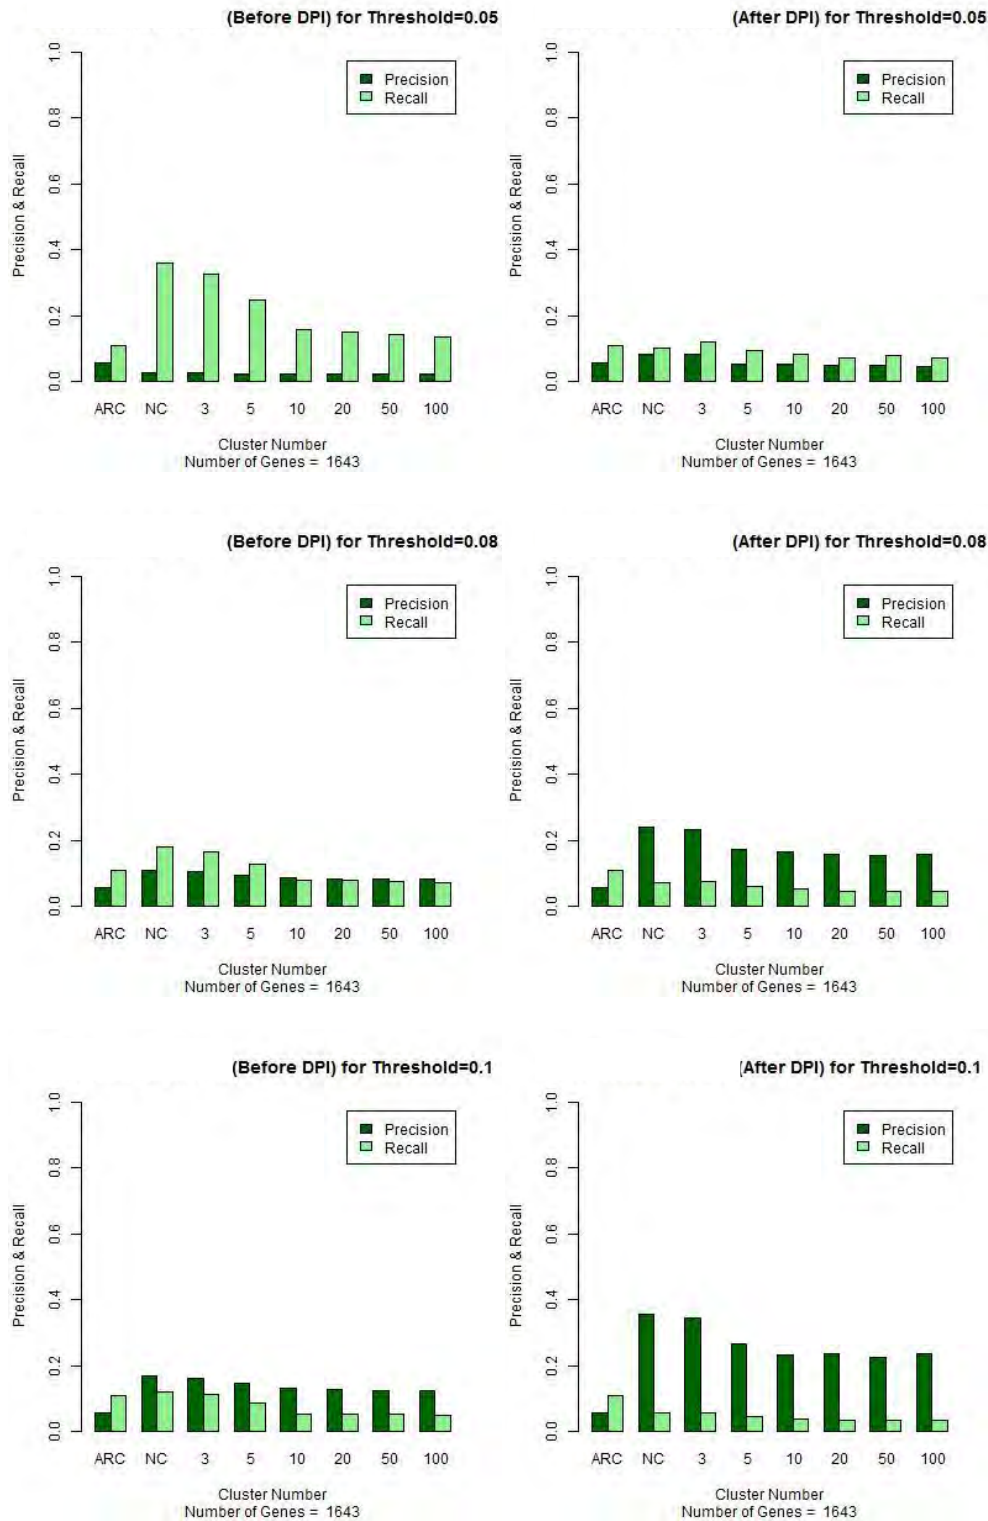 (Before DPI) for Threshold=0.05
Precision
Recall
Precision & Recall
0.0 0.2 0.4 0.6 0.8 1.0
ARC NC 3 5 10 20 50 100
Cluster Number
Number of Genes = 1643
(After DPI) for Threshold=0.05
Precision
Recall
Precision & Recall
0.0 0.2 0.4 0.6 0.8 1.0
ARC NC 3 5 10 20 50 100
Cluster Number
Number of Genes = 1643
(Before DPI) for Threshold=0.08
Precision
Recall
Precision & Recall
0.0 0.2 0.4 0.6 0.8 1.0
ARC NC 3 5 10 20 50 100
Cluster Number
Number of Genes = 1643
(After DPI) for Threshold=0.08
Precision
Recall
Precision & Recall
0.0 0.2 0.4 0.6 0.8 1.0
ARC NC 3 5 10 20 50 100
Cluster Number
Number of Genes = 1643
(Before DPI) for Threshold=0.1
Precision
Recall
Precision & Recall
0.0 0.2 0.4 0.6 0.8 1.0
ARC NC 3 5 10 20 50 100
Cluster Number
Number of Genes = 1643
(After DPI) for Threshold=0.1
Precision
Recall
Precision & Recall
0.0 0.2 0.4 0.6 0.8 1.0
ARC NC 3 5 10 20 50 100
Cluster Number
Number of Genes = 1643